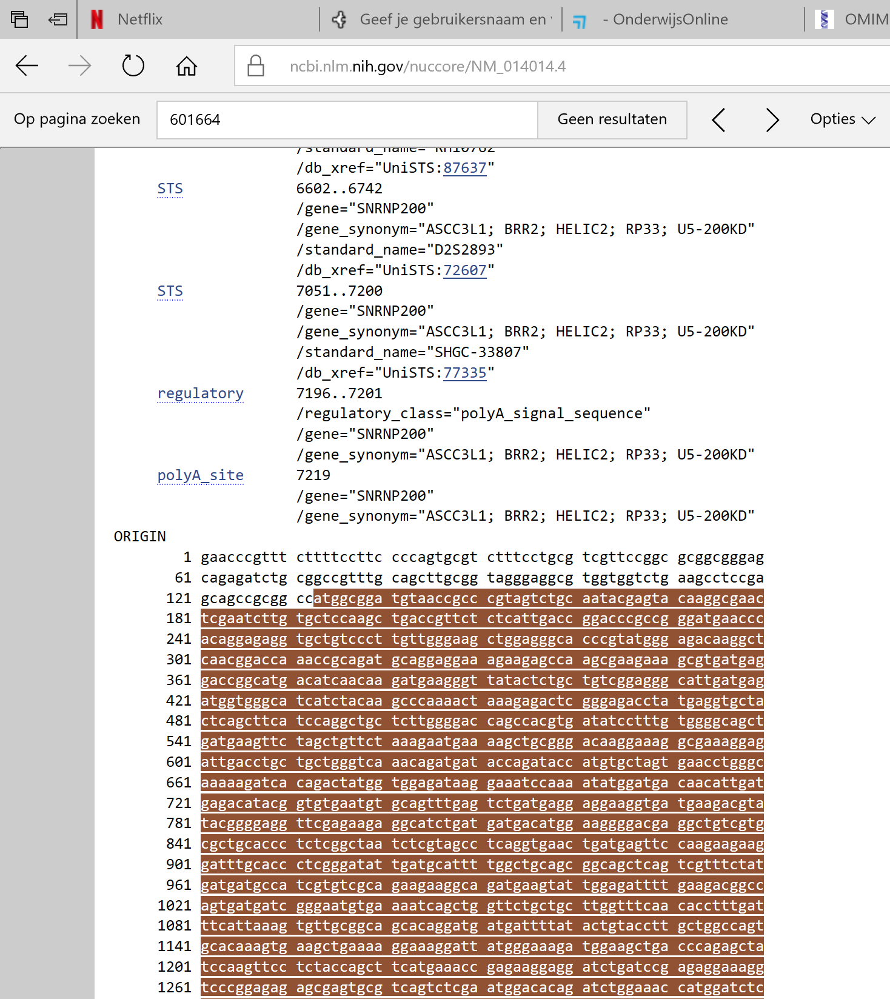 Netflix
Geef je gebruikersnaam en
- OnderwijsOnline
OMIM
ncbi.nlm.nih.gov/nuccore/NM_014014.4
Op pagina zoeken
601664
Geen resultaten
Opties
/standard_name="RH10762
/db_xref="UniSTS:87637"
STS 6602..6742
/gene="SNRNP200"
/gene_synonym="ASCC3L1; BRR2; HELIC2; RP33; U5-200KD"
/standard_name="D2S2893"
/db_xref="UniSTS:72607"
STS 7051..7200
/gene="SNRNP200"
/gene_synonym="ASCC3L1; BRR2; HELIC2; RP33; U5-200KD"
/standard_name="SHGC-33807"
/db_xref="UniSTS:77335"
regulatory 7196..7201
/regulatory_class="polyA_signal_sequence"
/gene="SNRNP200"
/gene_synonym="ASCC3L1; BRR2; HELIC2; RP33; U5-200KD"
polyA_site 7219
/gene="SNRNP200"
/gene_synonym="ASCC3L1; BRR2; HELIC2; RP33; U5-200KD"
ORIGIN
1 gaacccgttt cttttccttc cccagtgcgt ctttcctgcg tcgttccggc gcggcgggag
61 cagagatctg cggccgtttg cagcttgcgg tagggaggcg tggtggtctg aagcctccga
121 gcagccgcgg ccatggcgga tgtaaccgcc cgtagtctgc aatacgagta caaggcgaac
181 tcgaatcttg tgctccaagc tgaccgttct ctcattgacc ggacccgccg ggatgaaccc
241 acaggagagg tgctgtccct tgttgggaag ctggagggca cccgtatggg agacaaggct
301 caacggacca aaccgcagat gcaggaggaa agaagagcca agcgaagaaa gcgtgatgag
361 gaccggcatg acatcaacaa gatgaagggt tatactctgc tgtcggaggg cattgatgag
421 atggtgggca tcatctacaa gcccaaaact aaagagactc gggagaccta tgaggtgcta
481 ctcagcttca tccaggctgc tcttggggac cagccacgtg atatcctttg tggggcagct
541 gatgaagttc tagctgttct aaagaatgaa aagctgcggg acaaggaaag gcgaaaggag
601 attgacctgc tgctgggtca aacagatgat accagatacc atgtgctagt gaacctgggc
661 aaaaagatca cagactatgg tggagataag gaaatccaaa atatggatga caacattgat
721 gagacatacg gtgtgaatgt gcagtttgag tctgatgagg aggaaggtga tgaagacgta
781 tacggggagg ttcgagaaga ggcatctgat gatgacatgg aaggggacga ggctgtcgtg
841 cgctgcaccc tctcggctaa tctcgtagcc tcaggtgaac tgatgagttc caagaagaag
901 gatttgcacc ctcgggatat tgatgcattt tggctgcagc ggcagctcag tcgtttctat
961 gatgatgcca tcgtgtcgca gaagaaggca gatgaagtat tggagatttt gaagacggcc
1021 agtgatgatc gggaatgtga aaatcagctg gttctgctgc ttggtttcaa cacctttgat
1081 ttcattaaag tgttgcggca gcacaggatg atgattttat actgtacctt gctggccagt
1141 gcacaaagtg aagctgaaaa ggaaaggatt atgggaaaga tggaagctga cccagagcta
1201 tccaagttcc tctaccagct tcatgaaacc gagaaggagg atctgatccg agaggaaagg
1261 tcccggagag agcgagtgcg tcagtctcga atggacacag atctggaaac catggatctc